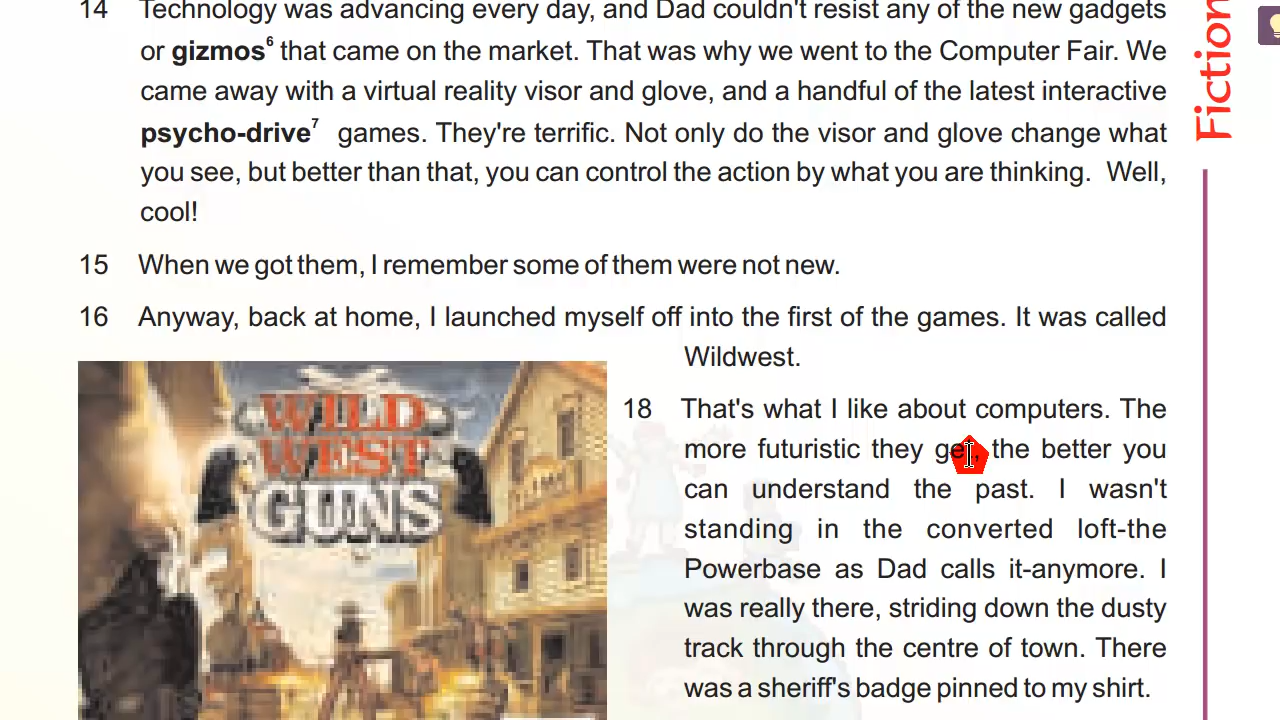 14 Technology was advancing every day, and Dad couldn't resist any of the new gadgets
or gizmos6 that came on the market. That was why we went to the Computer Fair. We
came away with a virtual reality visor and glove, and a handful of the latest interactive
psycho-drive7 games. They're terrific. Not only do the visor and glove change what
you see, but better than that, you can control the action by what you are thinking. Well,
cool!
15 When we got them, I remember some of them were not new.
16 Anyway, back at home, I launched myself off into the first of the games. It was called
Wildwest.
WILD
WEST
GUNS
18 That's what I like about computers. The
more futuristic they get, the better you
can understand the past. I wasn't
standing in the converted loft-the
Powerbase as Dad calls it-anymore. I
was really there, striding down the dusty
track through the centre of town. There
was a sheriff's badge pinned to my shirt.
Fiction